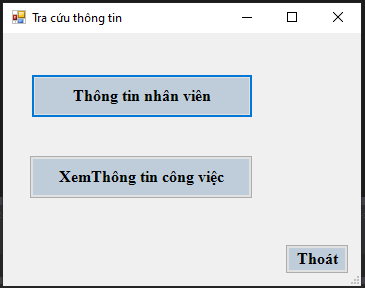 Tra cứu thông tin
Thông tin nhân viên
XemThông tin công việc
Thoát